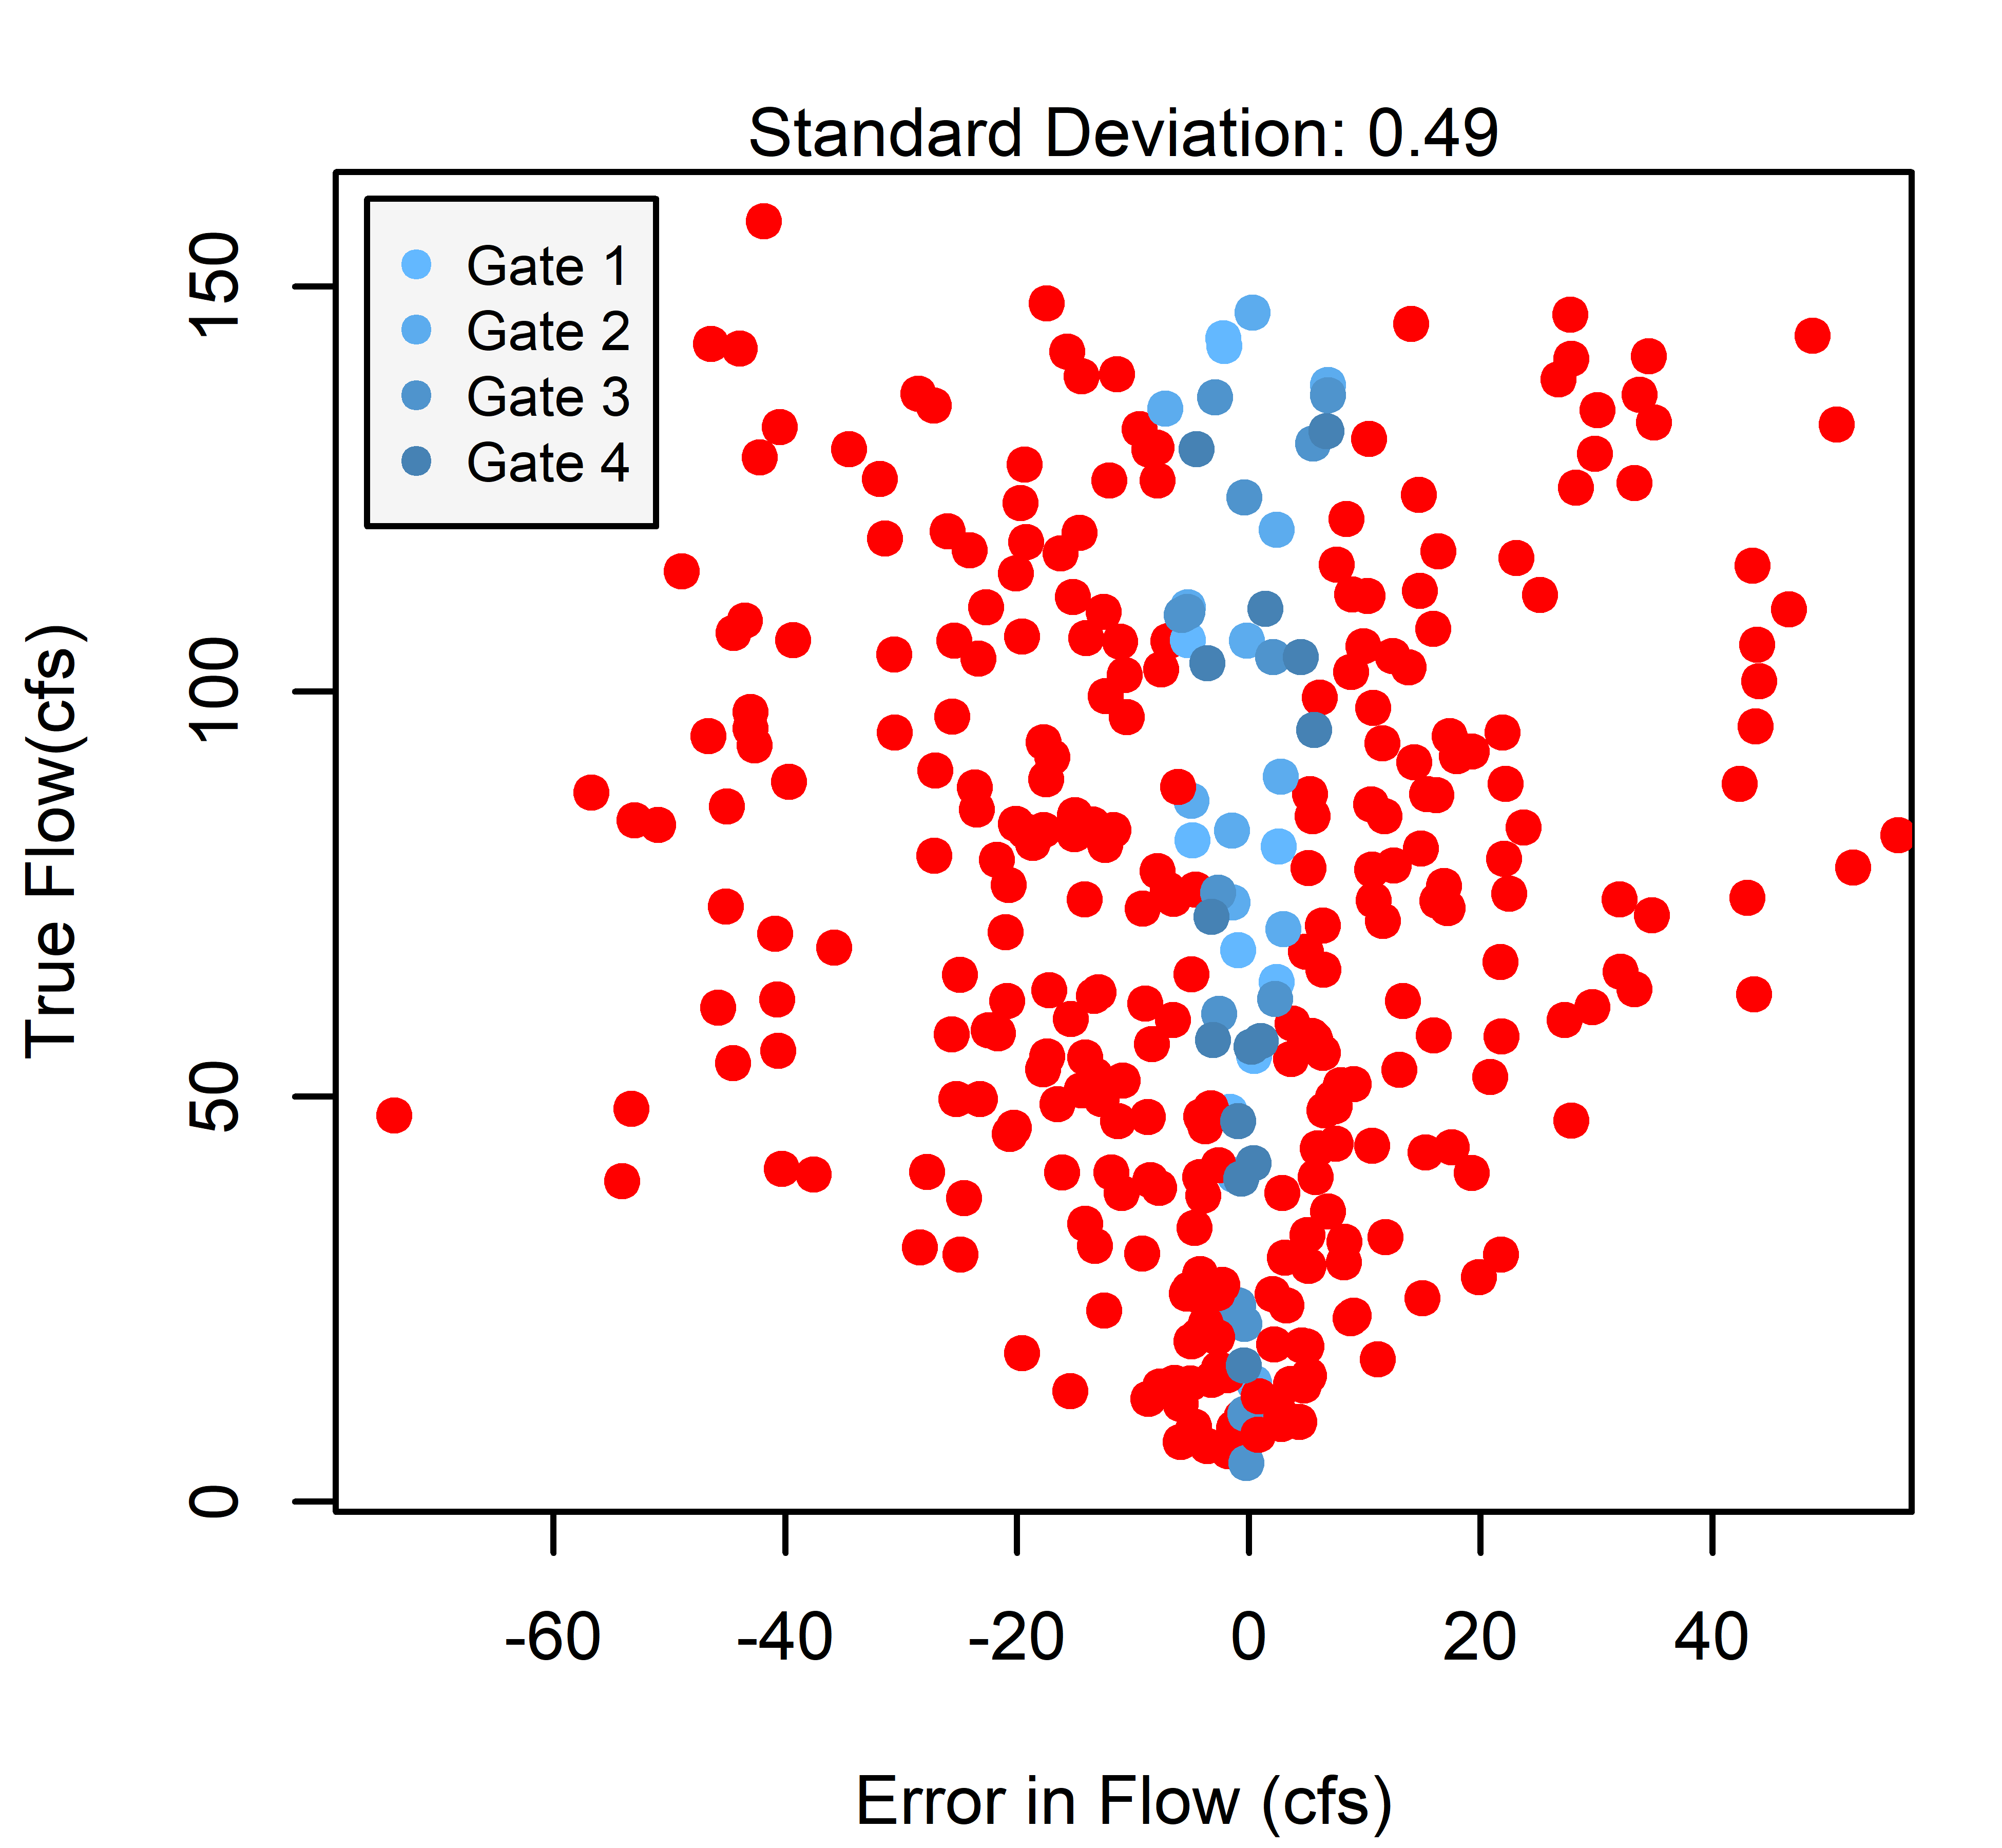 Standard Deviation: 0.49
Gate 1
Gate 2
Gate 3
Gate 4
True Flow(cfs)
150
100
50
0
-60 -40 -20 0 20 40
Error in Flow (cfs)